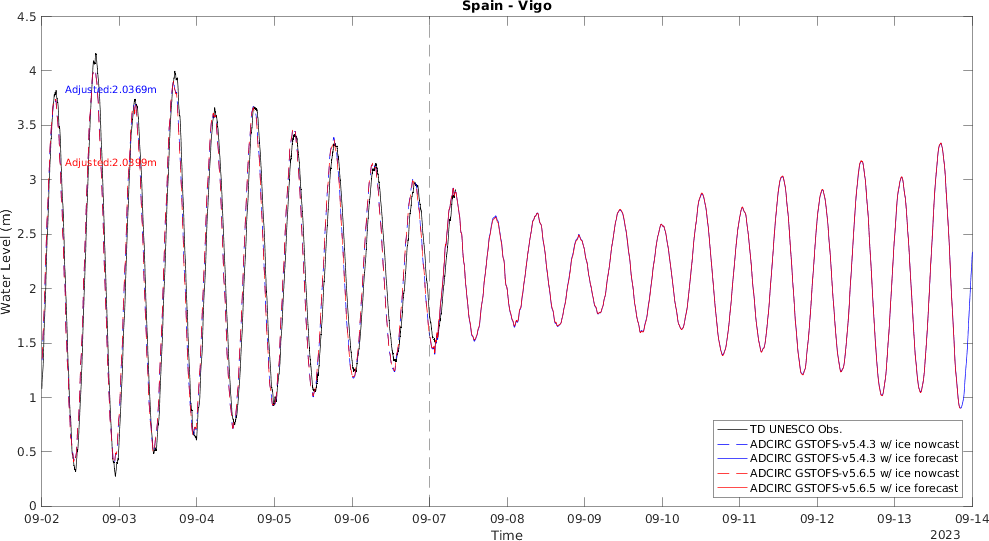 Spain - Vigo
4.5
4
3.5
3
2.5
2
1.5
1
0.5
0
Water Level (m)
Adjusted:2.0369m
Adjusted:2.0399m
TD UNESCO Obs.
ADCIRC GSTOFS-v5.4.3 w/ ice nowcast
ADCIRC GSTOFS-v5.4.3 w/ ice forecast
ADCIRC GSTOFS-v5.6.5 w/ ice nowcast
ADCIRC GSTOFS-v5.6.5 w/ ice forecast
09-02 09-03 09-04 09-05 09-06 09-07 09-08 09-09 09-10 09-11 09-12 09-13 09-14
Time
2023